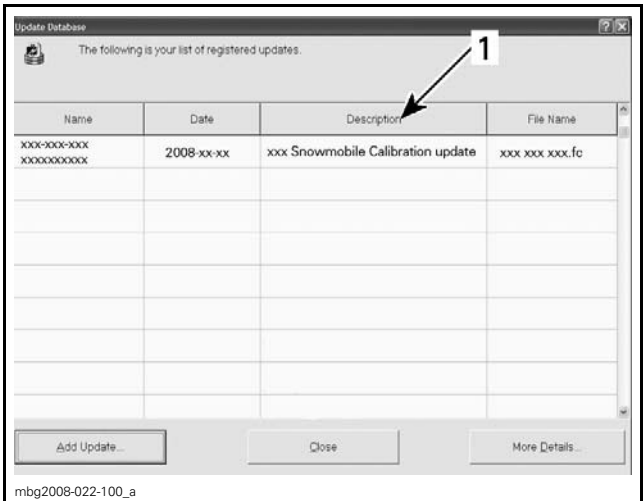 Update Database
The following is your list of registered updates.
1
Name Date Description File Name
xxx-xxx-xxx
xxxxxxxxxx
2008-xx-xx xxx Snowmobile Calibration update xxx xxx xxx.fc
Add Update... Close More Details...
mbg2008-022-100_a